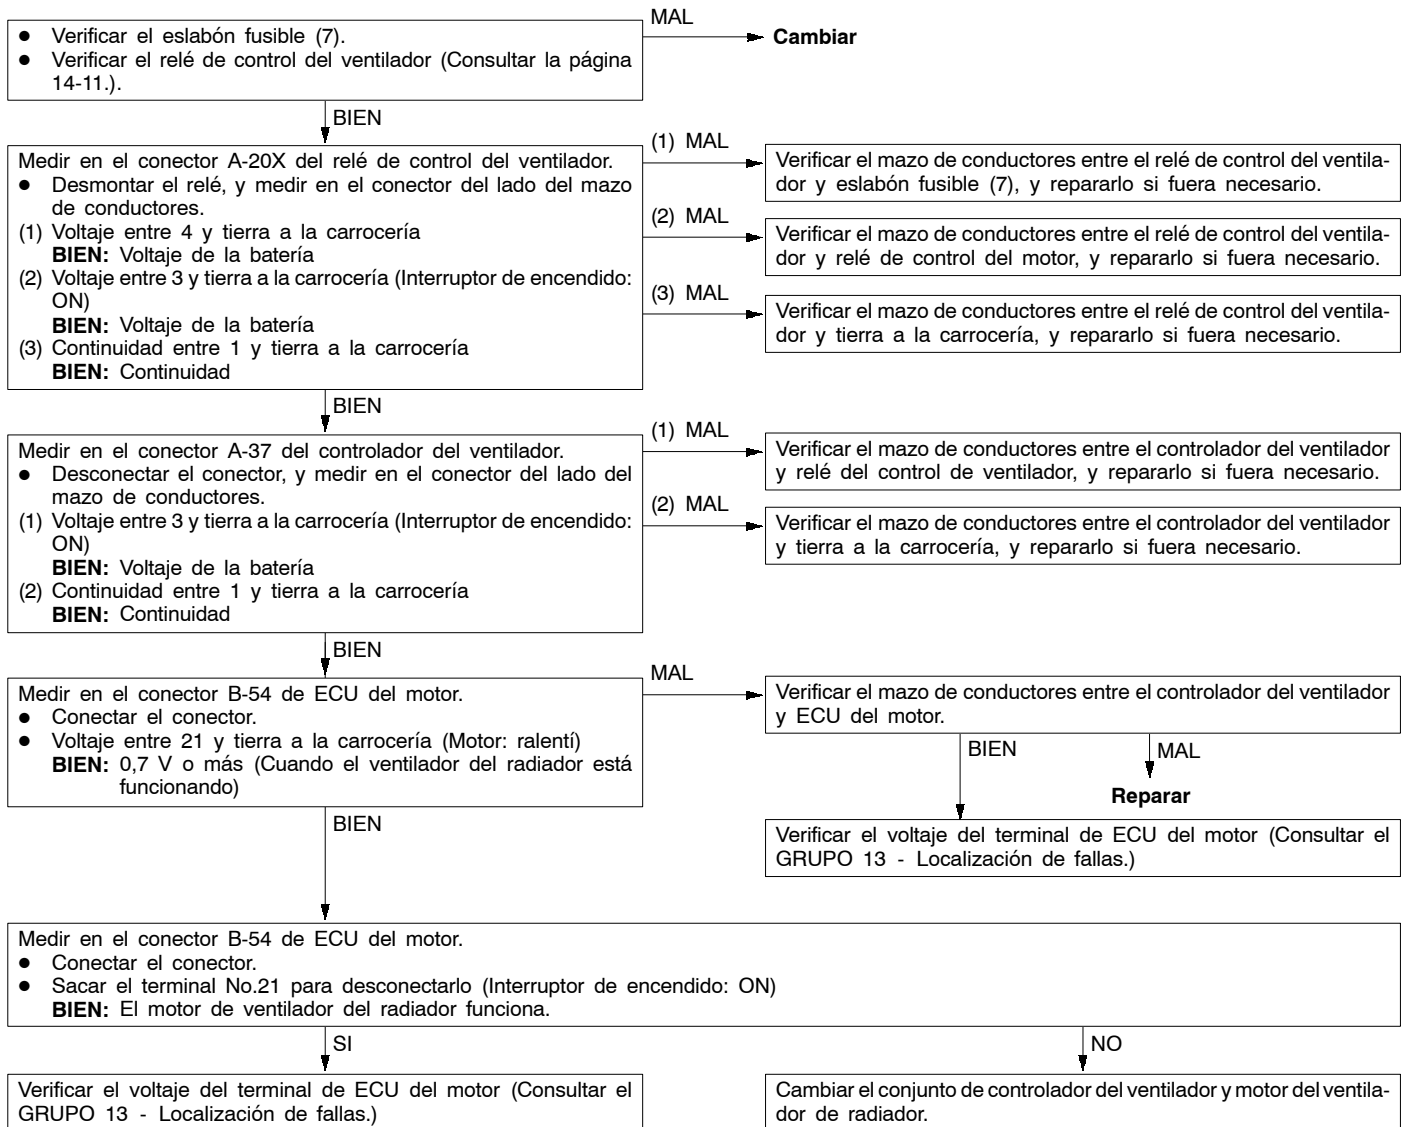 ● Verificar el eslabón fusible (7).
● Verificar el relé de control del ventilador (Consultar la página
14-11.).
MAL
Cambiar
BIEN
Medir en el conector A-20X del relé de control del ventilador.
● Desmontar el relé, y medir en el conector del lado del mazo
de conductores.
(1) Voltaje entre 4 y tierra a la carrocería
BIEN: Voltaje de la batería
(2) Voltaje entre 3 y tierra a la carrocería (Interruptor de encendido:
ON)
BIEN: Voltaje de la batería
(3) Continuidad entre 1 y tierra a la carrocería
BIEN: Continuidad
(1) MAL
Verificar el mazo de conductores entre el relé de control del ventila-
dor y eslabón fusible (7), y repararlo si fuera necesario.
(2) MAL
Verificar el mazo de conductores entre el relé de control del ventila-
dor y relé de control del motor, y repararlo si fuera necesario.
(3) MAL
Verificar el mazo de conductores entre el relé de control del ventila-
dor y tierra a la carrocería, y repararlo si fuera necesario.
BIEN
Medir en el conector A-37 del controlador del ventilador.
● Desconectar el conector, y medir en el conector del lado del
mazo de conductores.
(1) Voltaje entre 3 y tierra a la carrocería (Interruptor de encendido:
ON)
BIEN: Voltaje de la batería
(2) Continuidad entre 1 y tierra a la carrocería
BIEN: Continuidad
(1) MAL
Verificar el mazo de conductores entre el controlador del ventilador
y relé del control de ventilador, y repararlo si fuera necesario.
(2) MAL
Verificar el mazo de conductores entre el controlador del ventilador
y tierra a la carrocería, y repararlo si fuera necesario.
BIEN
Medir en el conector B-54 de ECU del motor.
● Conectar el conector.
● Voltaje entre 21 y tierra a la carrocería (Motor: ralentí)
BIEN: 0,7 V o más (Cuando el ventilador del radiador está
funcionando)
MAL
Verificar el mazo de conductores entre el controlador del ventilador
y ECU del motor.
BIEN
MAL
Reparar
Verificar el voltaje del terminal de ECU del motor (Consultar el
GRUPO 13 - Localización de fallas.)
BIEN
Medir en el conector B-54 de ECU del motor.
● Conectar el conector.
● Sacar el terminal No.21 para desconectarlo (Interruptor de encendido: ON)
BIEN: El motor de ventilador del radiador funciona.
SI
NO
Verificar el voltaje del terminal de ECU del motor (Consultar el
GRUPO 13 - Localización de fallas.)
Cambiar el conjunto de controlador del ventilador y motor del ventila-
dor de radiador.